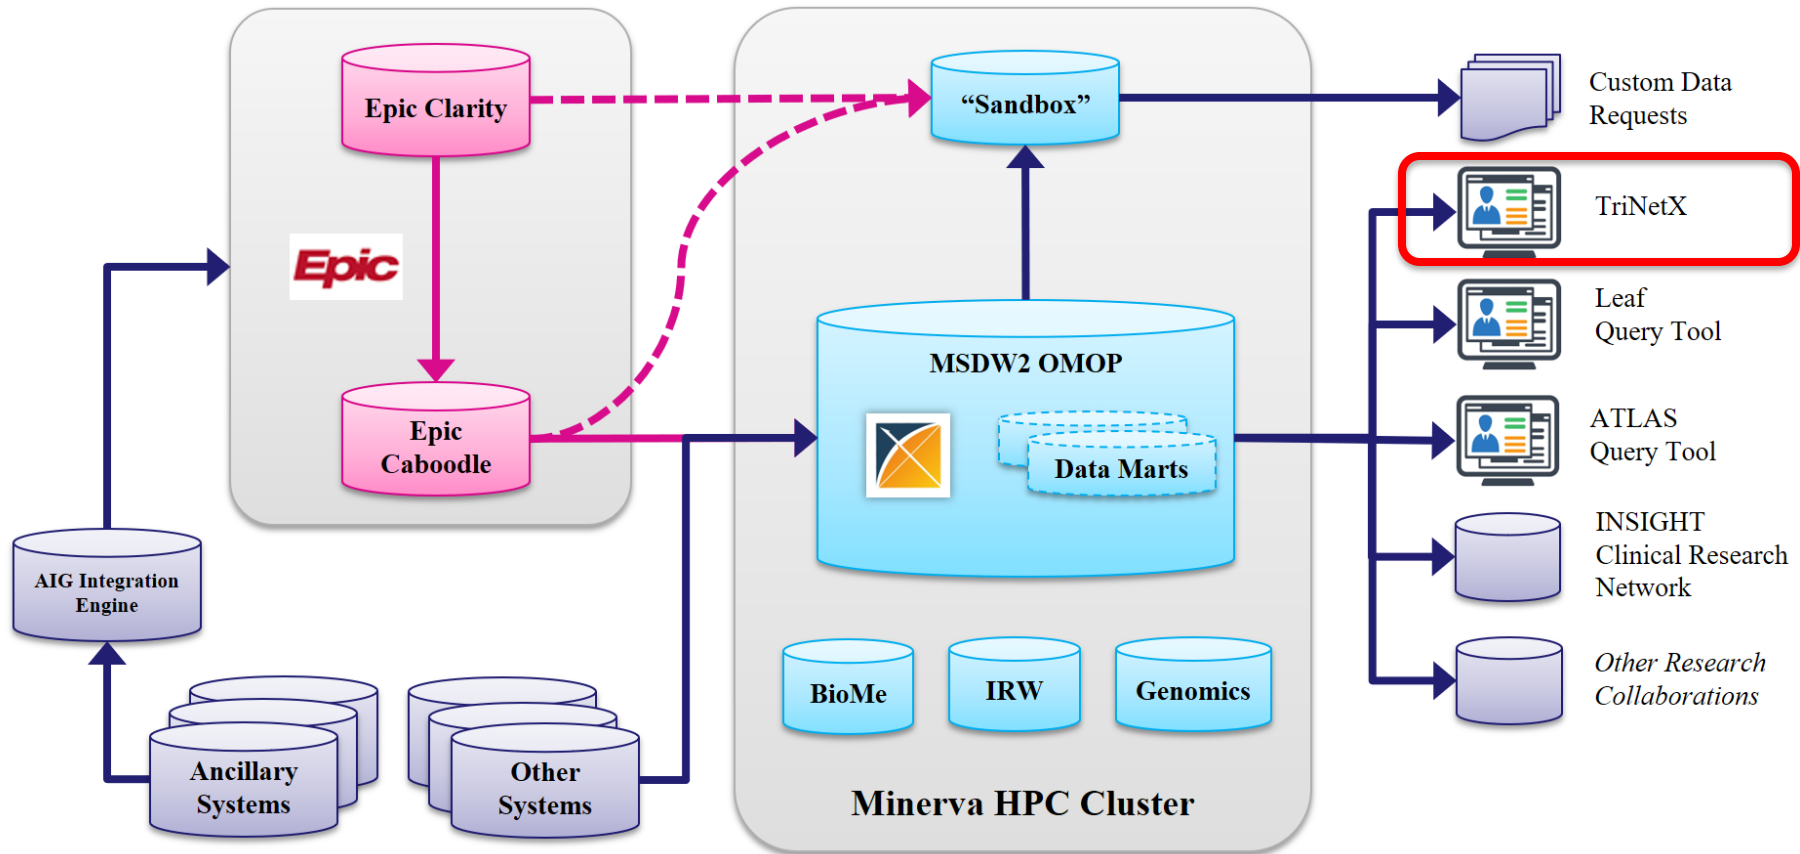 Epic Clarity
“Sandbox”
Custom Data
Requests
TriNetX
Epic
Leaf
Query Tool
MSDW2 OMOP
Epic
Caboodle
Data Marts
ATLAS
Query Tool
INSIGHT
Clinical Research
Network
AIG Integration
Engine
BioMe
IRW
Genomics
Other Research
Collaborations
Ancillary
Systems
Other
Systems
Minerva HPC Cluster